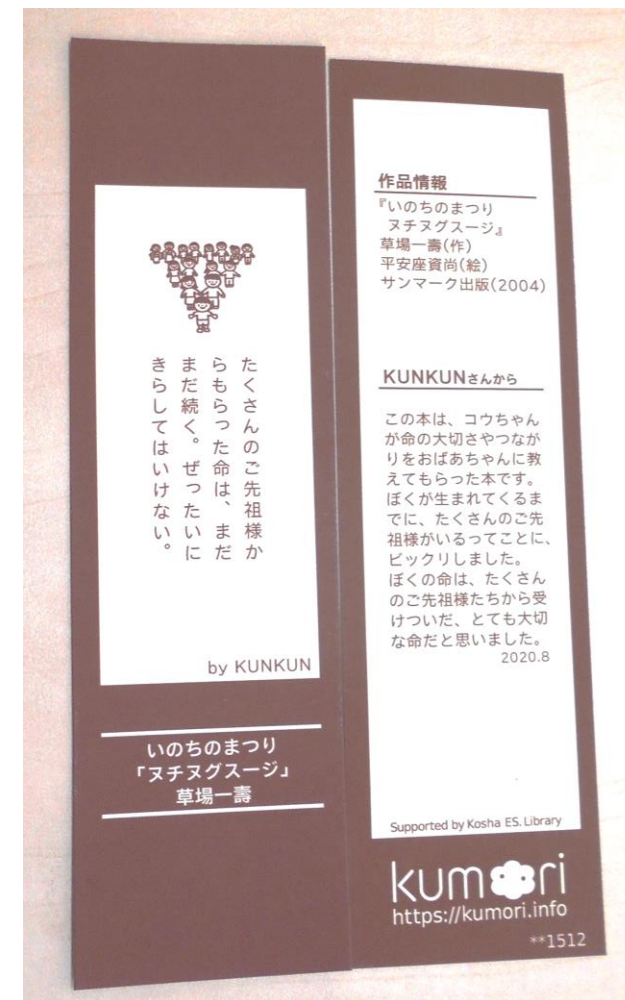 たくさんのご先祖様か
らもらった命は、まだ
まだ続く。ぜったいに
きらしてはいけない。
by KUNKUN
いのちのまつり
「ヌチヌグスージ」
草場一壽
作品情報
『いのちのまつり
ヌチヌグスージ』
草場一壽(作)
平安座資尚(絵)
サンマーク出版(2004)
KUNKUNさんから
この本は、コウちゃん
が命の大切さやつなが
りをおばあちゃんに教
えてもらった本です。
ぼくが生まれてくるま
でに、たくさんのご先
祖様がいるってことに、
ビックリしました。
ぼくの命は、たくさん
のご先祖様たちから受
けついだ、とても大切
な命だと思いました。
2020.8
Supported by Kosha ES. Library
kumori
https://kumori.info
**1512